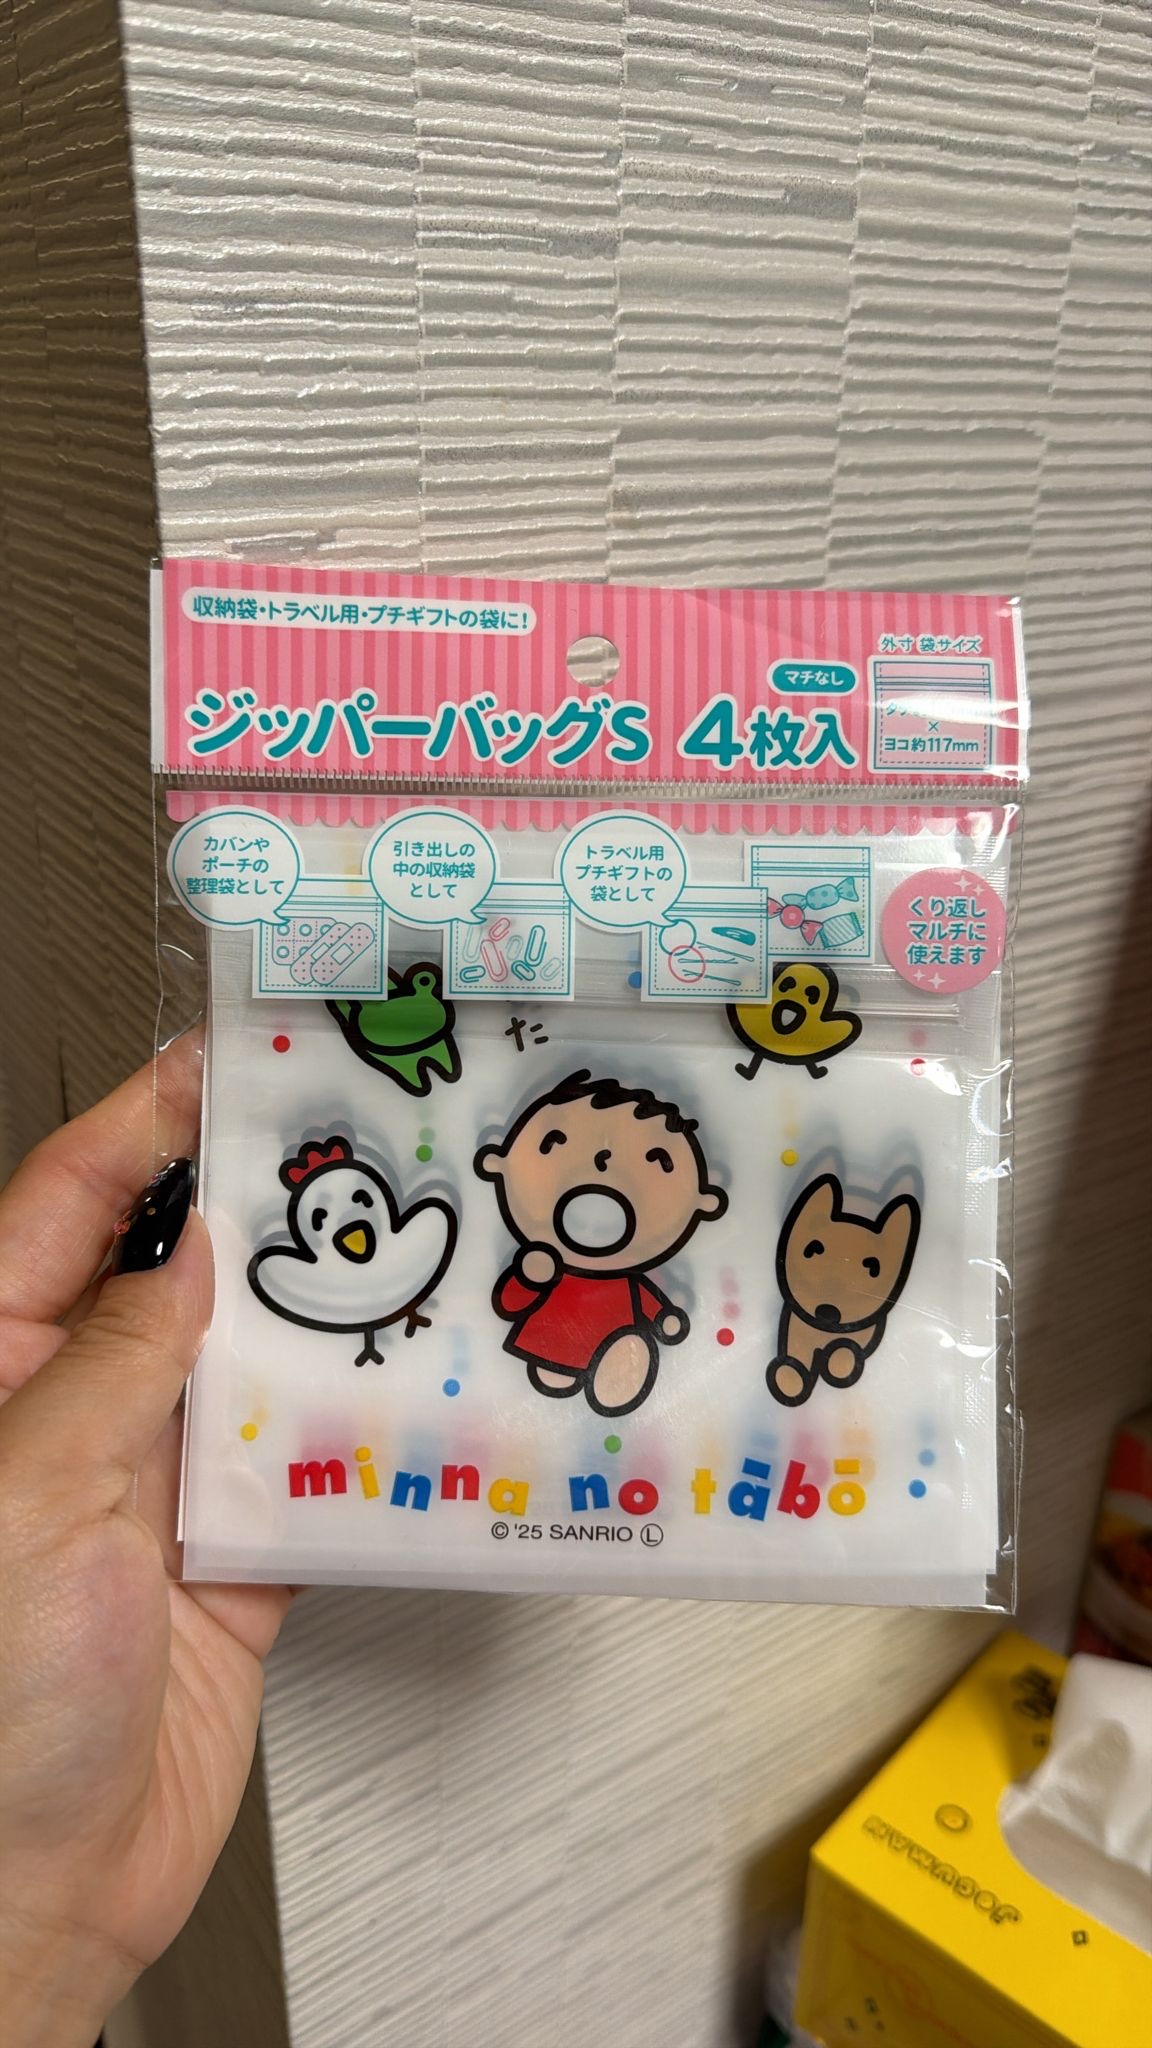 収納袋・トラベル用・プチギフトの袋に!
外寸 袋サイズ
マチなし
ジッパーバッグS 4枚入
×
ヨコ約117mm
カバンや
ポーチの
整理袋として
引き出しの
中の収納袋
として
トラベル用
プチギフトの
袋として
くり返し
マルチに
使えます
た
minna no tābō
© '25 SANRIO Ⓛ
JOGUMAN